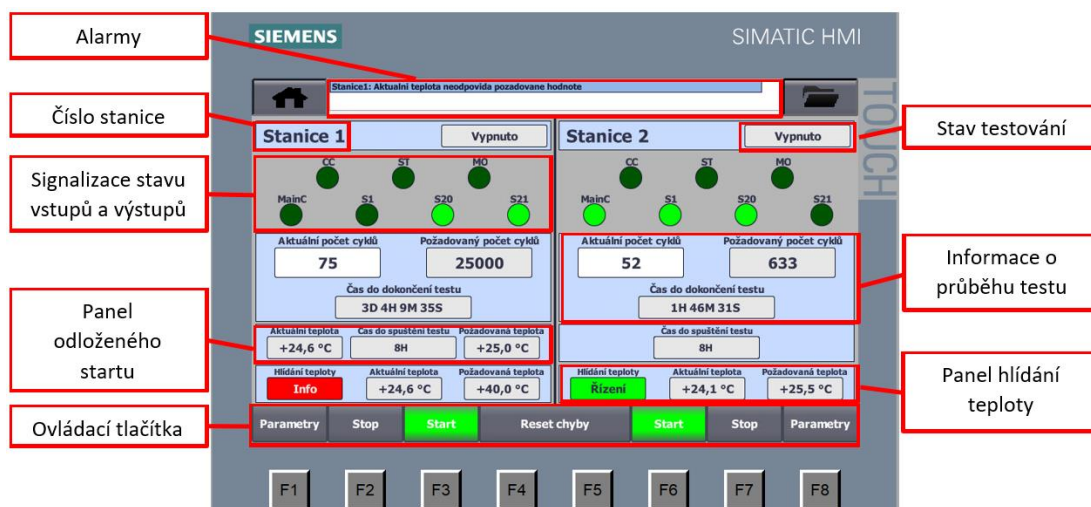 Alarmy
SIEMENS
SIMATIC HMI
Stanice1: Aktualni teplota neodpovida pozadovane hodnote
TOUCH
Číslo stanice
Stanice 1
Vypnuto
Stanice 2
Vypnuto
Stav testování
Signalizace stavu
vstupů a výstupů
CC ST MO
MainC S1 S20 S21
CC ST MO
MainC S1 S20 S21
Aktuální počet cyklů Požadovaný počet cyklů
75 25000
Čas do dokončení testu
3D 4H 9M 35S
Aktuální počet cyklů Požadovaný počet cyklů
52 633
Čas do dokončení testu
1H 46M 31S
Informace o
průběhu testu
Panel
odloženého
startu
Aktuální teplota Čas do spuštění testu Požadovaná teplota
+24,6 °C 8H +25,0 °C
Čas do spuštění testu
8H
Hlídání teploty Aktuální teplota Požadovaná teplota
Info +24,6 °C +40,0 °C
Hlídání teploty Aktuální teplota Požadovaná teplota
Řízení +24,1 °C +25,5 °C
Panel hlídání
teploty
Ovládací tlačítka
Parametry Stop Start Reset chyby Start Stop Parametry
F1 F2 F3 F4 F5 F6 F7 F8